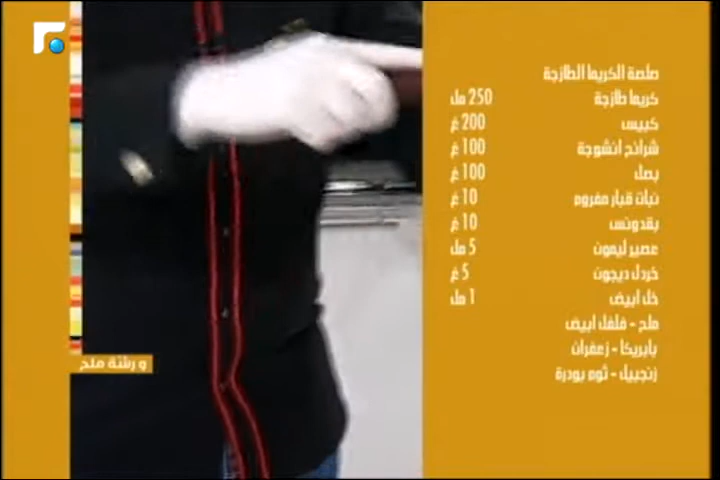 صلصة الكريما الطازجة
كريما طازجة 250 مل
كبيس 200 غ
شرائح انشوجة 100 غ
بصل 100 غ
نبات قبار مفروم 10 غ
بقدونس 10 غ
عصير ليمون 5 مل
خردل ديجون 5 غ
خل ابيض 1 مل
ملح - فلفل ابيض
بابريكا - زعفران
زنجبيل - ثوم بودرة
ورشة ملح